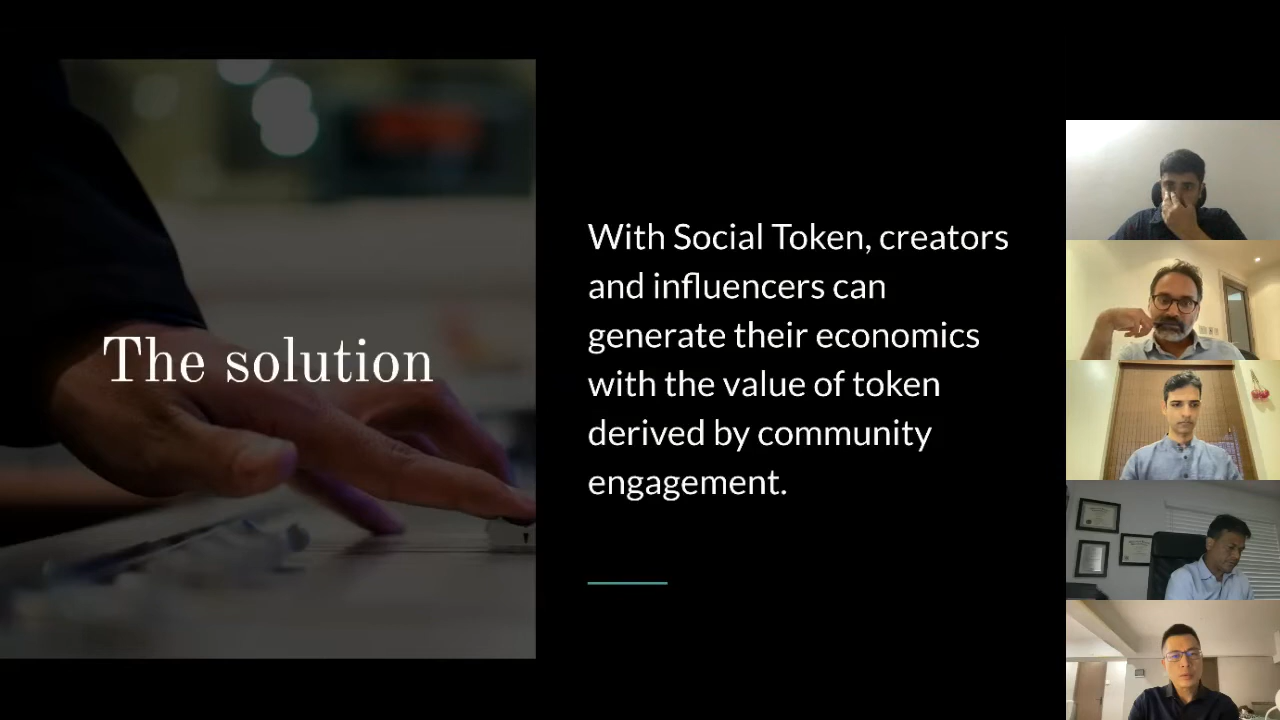 The solution
With Social Token, creators
and influencers can
generate their economics
with the value of token
derived by community
engagement.